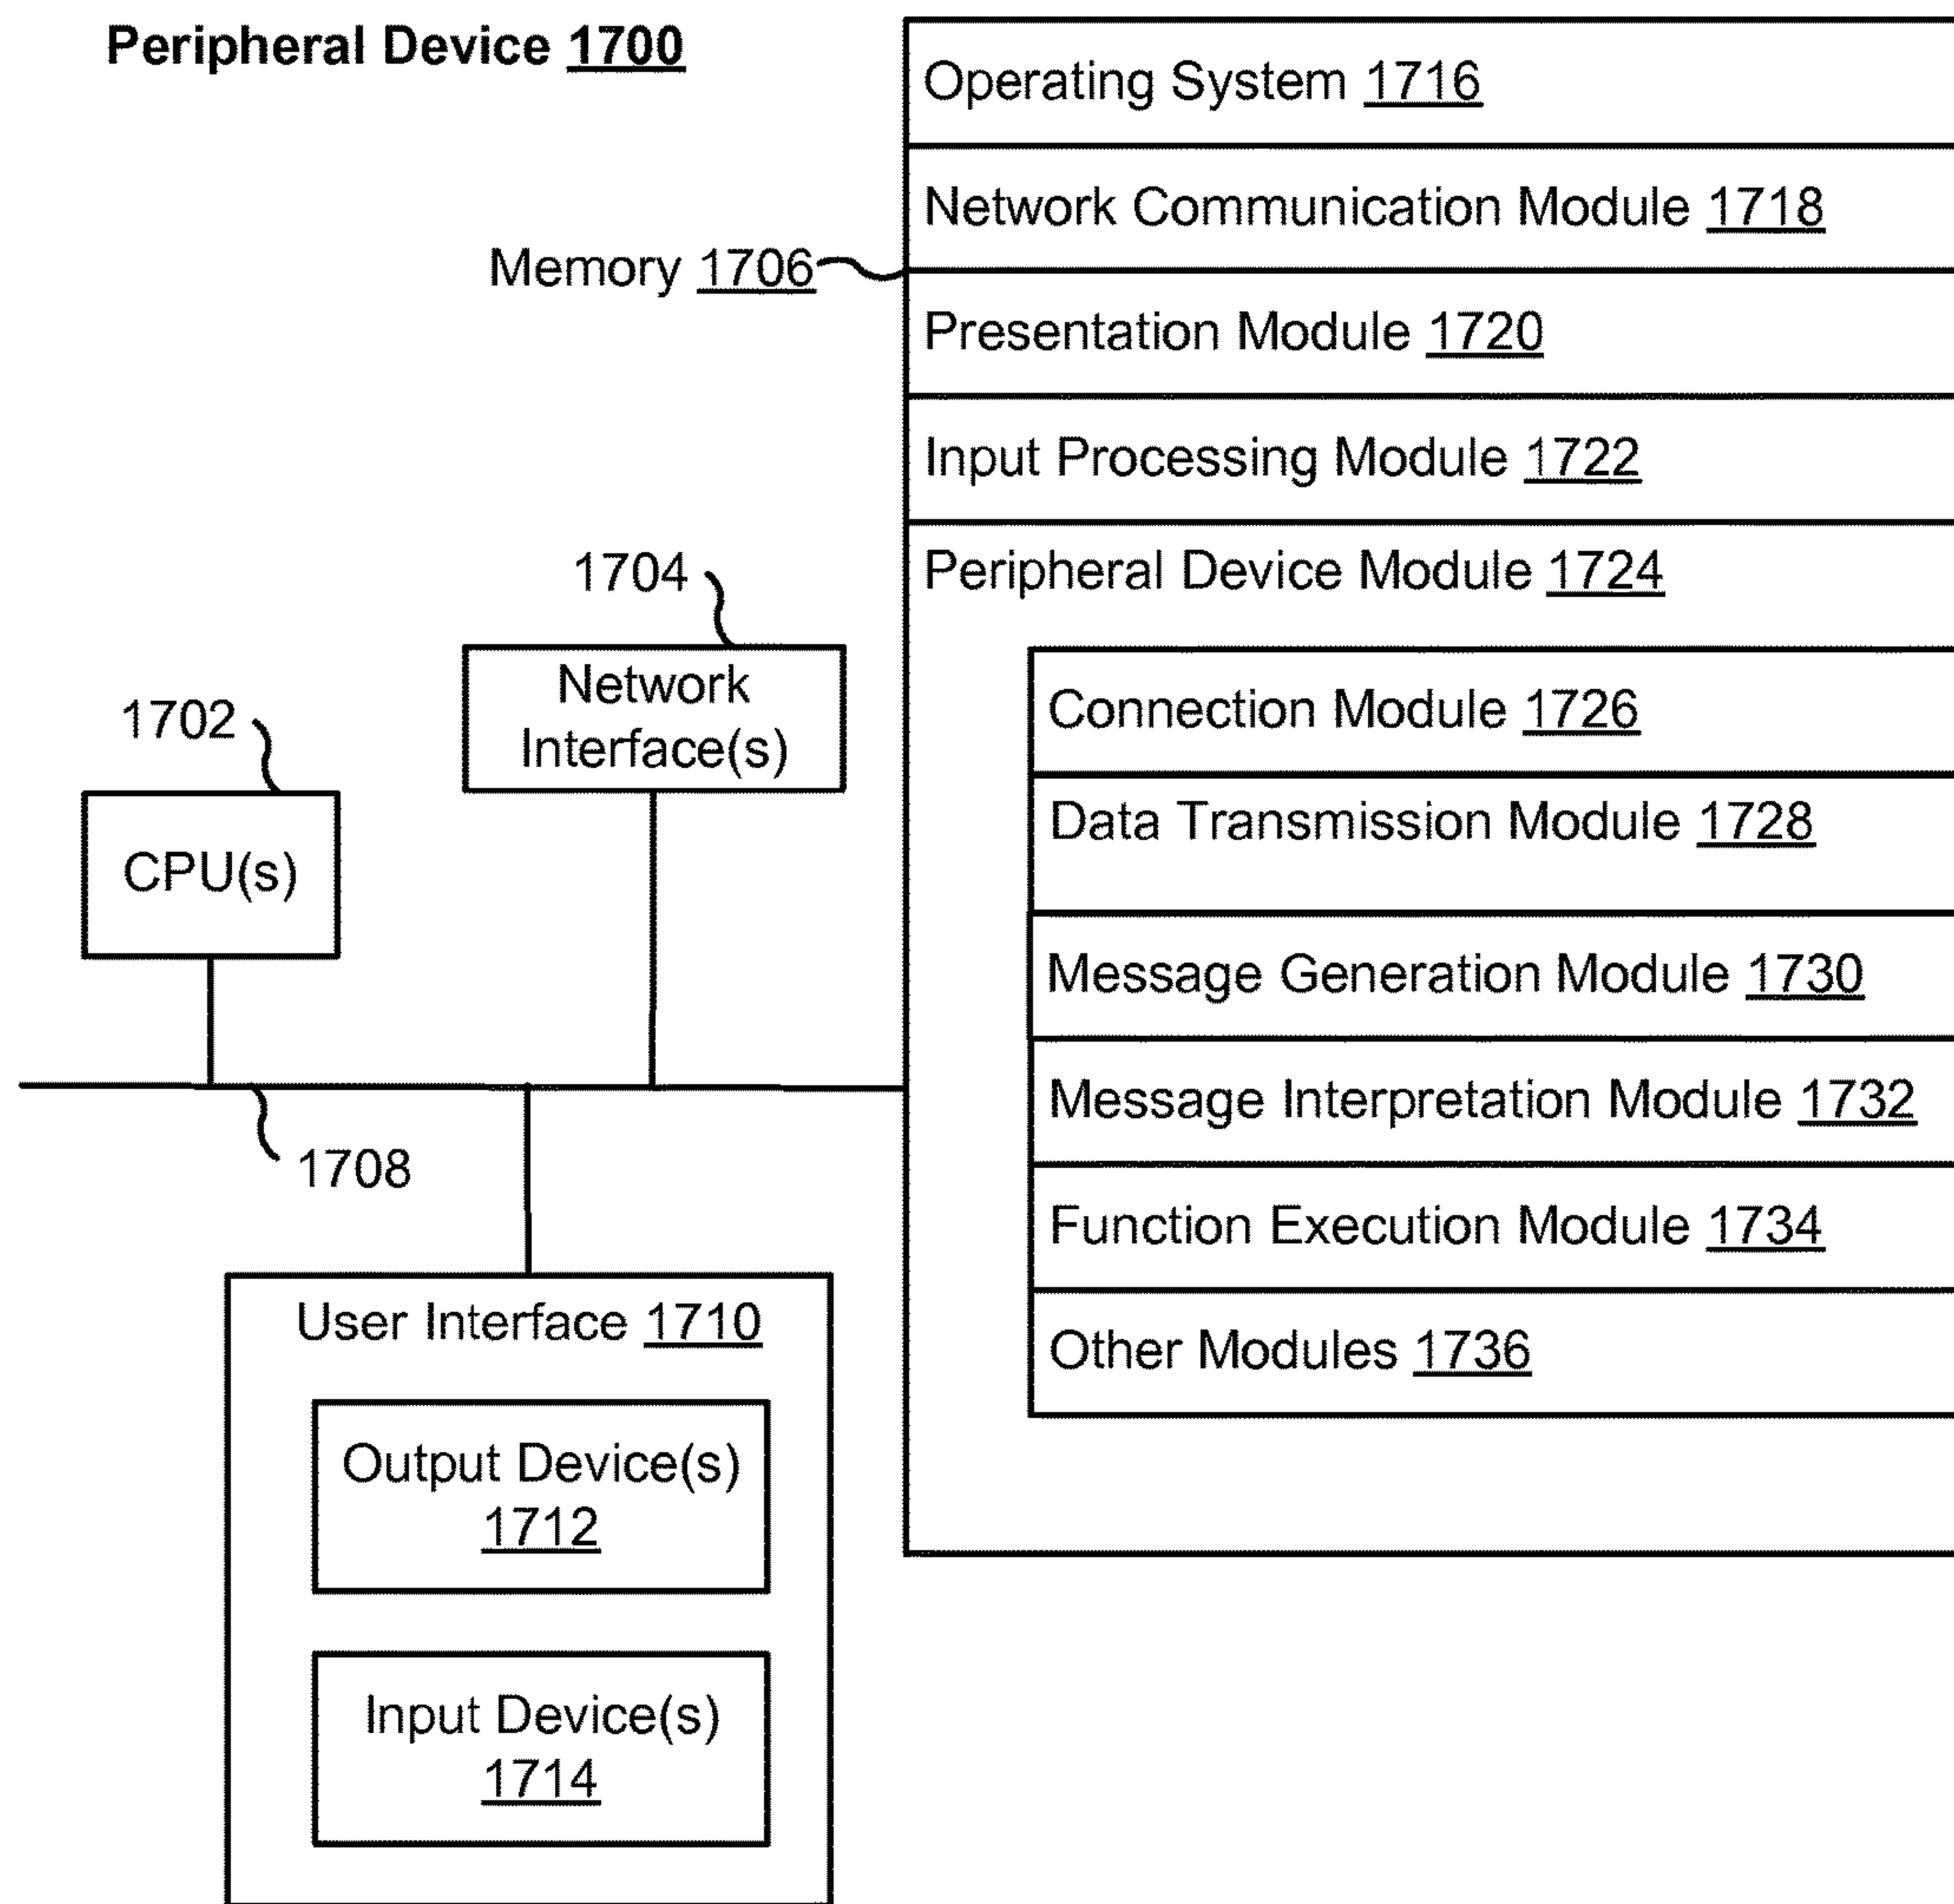 Peripheral Device 1700
Memory 1706
1704
Network
Interface(s)
1702
CPU(s)
1708
User Interface 1710
Output Device(s)
1712
Input Device(s)
1714
Operating System 1716
Network Communication Module 1718
Presentation Module 1720
Input Processing Module 1722
Peripheral Device Module 1724
Connection Module 1726
Data Transmission Module 1728
Message Generation Module 1730
Message Interpretation Module 1732
Function Execution Module 1734
Other Modules 1736